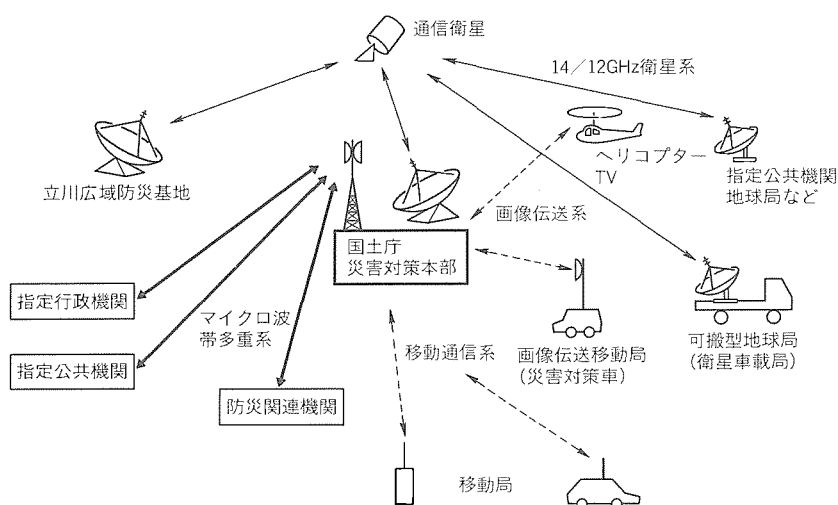 通信衛星
14／12GHz衛星系
立川広域防災基地
ヘリコプター
TV
指定公共機関
地球局など
画像伝送系
国土庁
災害対策本部
指定行政機関
マイクロ波
帯多重系
指定公共機関
防災関連機関
移動通信系
画像伝送移動局
(災害対策車)
可搬型地球局
(衛星車載局)
移動局